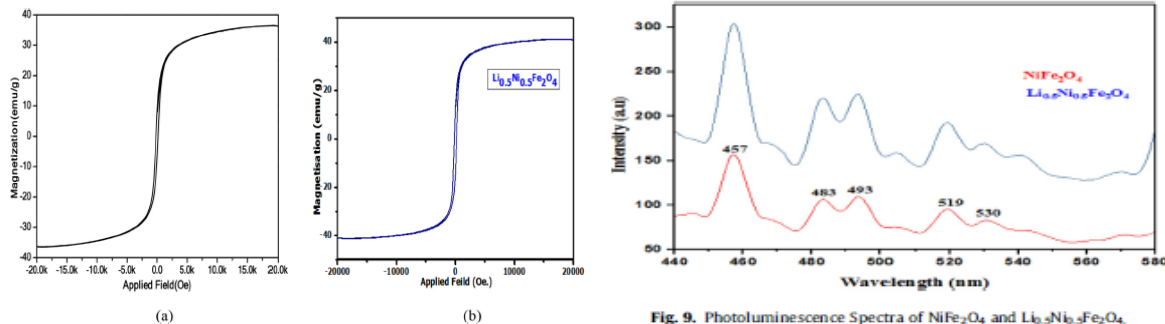 40
30
20
10
0
-10
-20
-30
40
Magnetization(emu/g)
-20.0k -15.0k -10.0k -5.0k 0.0 5.0k 10.0k 15.0k 20.0k
Applied Field(Oe)
(a)
40
20
0
-20
-40
Magnetisation (emu/g)
Li0.5Ni0.5Fe2O4
-20000 -10000 0 10000 20000
Applied Feild (Oe.)
(b)
300
250
200
150
100
50
Intensity (a.u)
NiFe2O4
Li0.5Ni0.5Fe2O4
457
483
493
519
530
440 460 480 500 520 540 560 580
Wavelength (nm)
Fig. 9. Photoluminescence Spectra of NiFe2O4 and Li0.5Ni0.5Fe2O4.